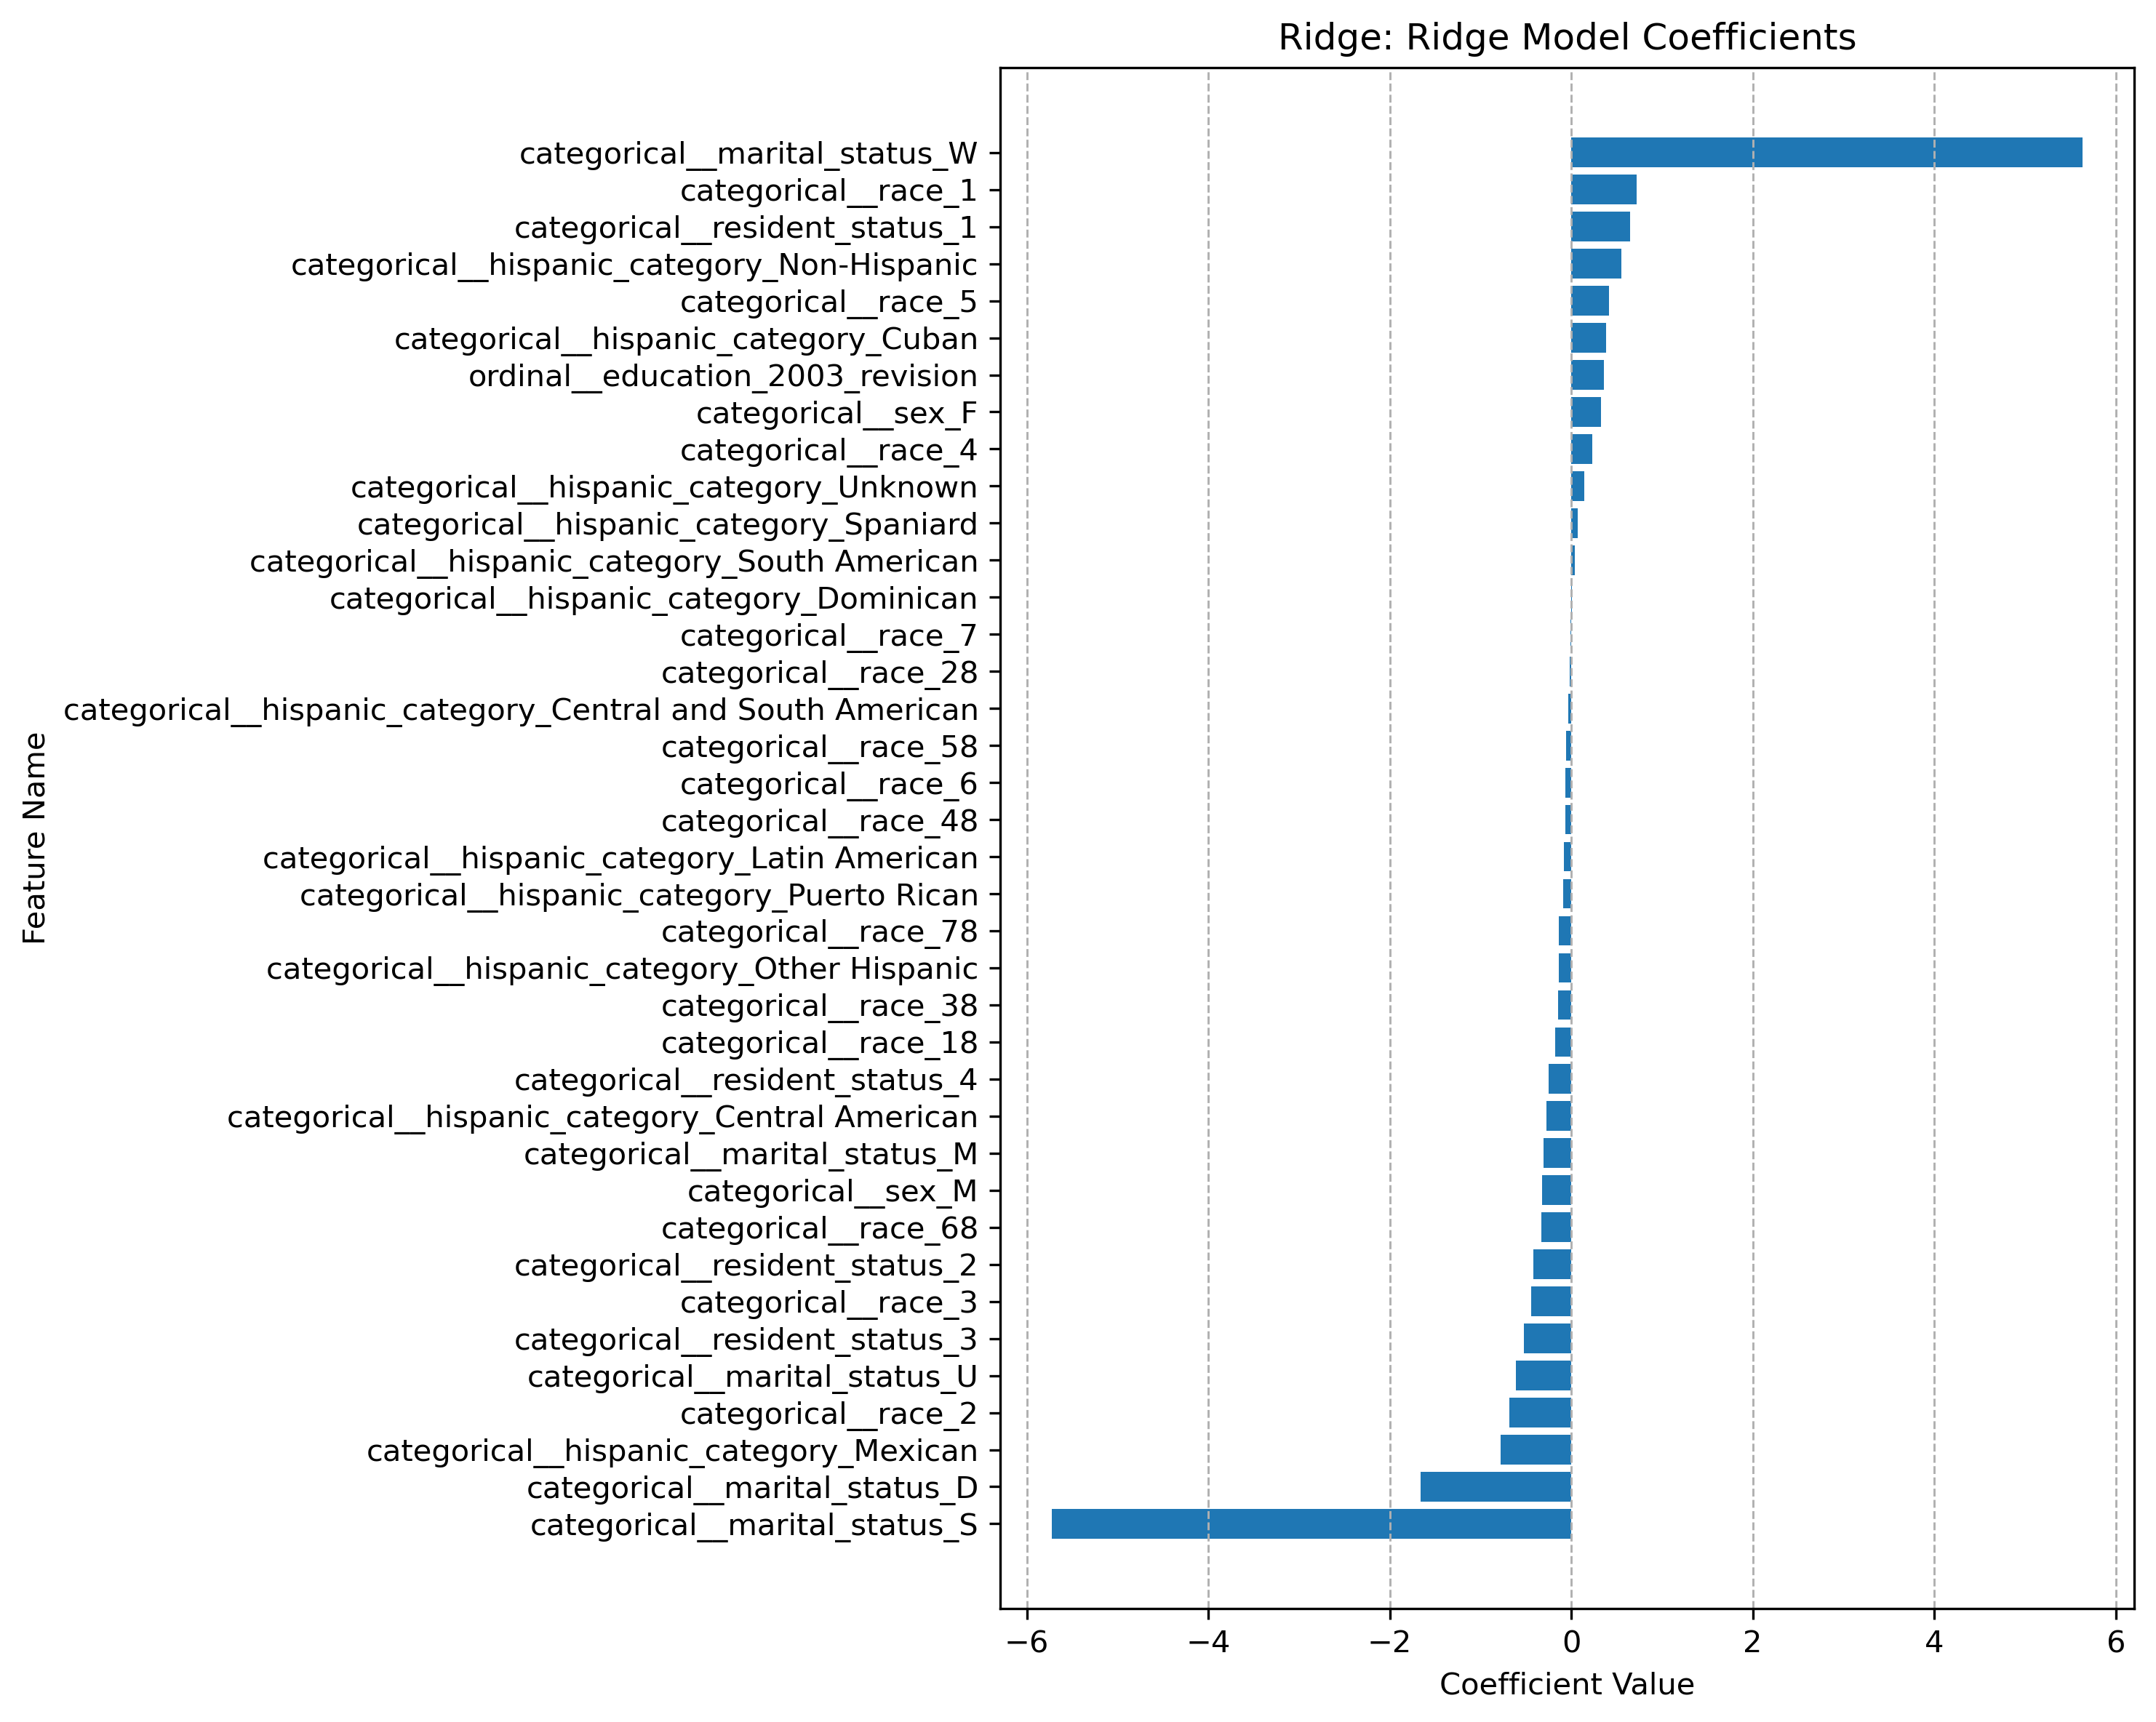 Ridge: Ridge Model Coefficients
Feature Name
categorical__marital_status_W
categorical__race_1
categorical__resident_status_1
categorical__hispanic_category_Non-Hispanic
categorical__race_5
categorical__hispanic_category_Cuban
ordinal__education_2003_revision
categorical__sex_F
categorical__race_4
categorical__hispanic_category_Unknown
categorical__hispanic_category_Spaniard
categorical__hispanic_category_South American
categorical__hispanic_category_Dominican
categorical__race_7
categorical__race_28
categorical__hispanic_category_Central and South American
categorical__race_58
categorical__race_6
categorical__race_48
categorical__hispanic_category_Latin American
categorical__hispanic_category_Puerto Rican
categorical__race_78
categorical__hispanic_category_Other Hispanic
categorical__race_38
categorical__race_18
categorical__resident_status_4
categorical__hispanic_category_Central American
categorical__marital_status_M
categorical__sex_M
categorical__race_68
categorical__resident_status_2
categorical__race_3
categorical__resident_status_3
categorical__marital_status_U
categorical__race_2
categorical__hispanic_category_Mexican
categorical__marital_status_D
categorical__marital_status_S
−6 −4 −2 0 2 4 6
Coefficient Value